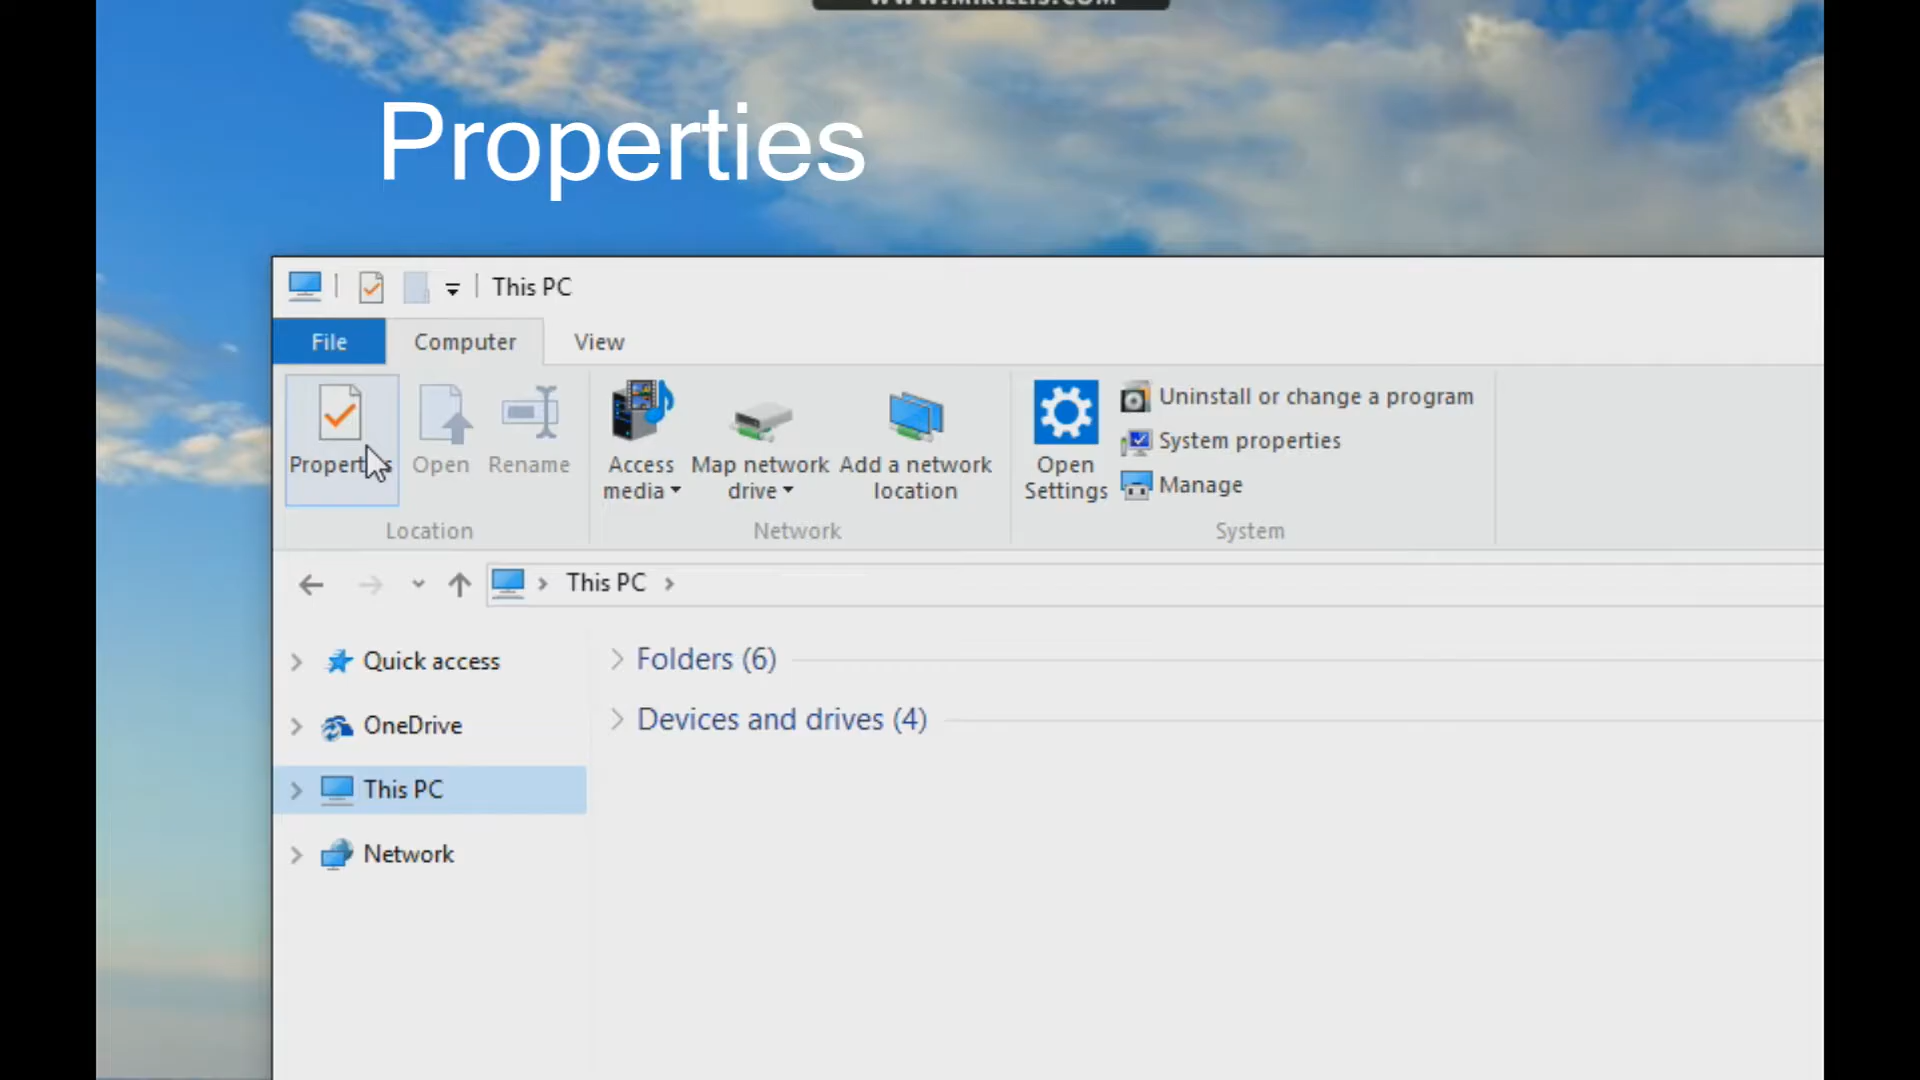 Properties
This PC
File Computer View
Properties Open Rename
Access media
Map network drive
Add a network location
Open Settings
Uninstall or change a program
System properties
Manage
Location Network System
This PC
Quick access
OneDrive
This PC
Network
Folders (6)
Devices and drives (4)